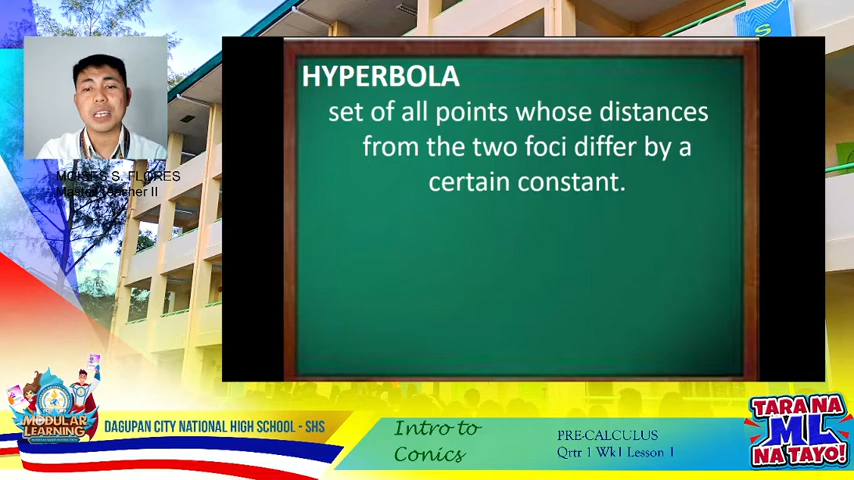 HYPERBOLA
set of all points whose distances
from the two foci differ by a
certain constant.
MOISES S. FLORES
Master Teacher II
MODULAR
LEARNING
DAGUPAN CITY NATIONAL HIGH SCHOOL - SHS
Intro to
Conics
PRE-CALCULUS
Qrtr 1 Wk1 Lesson 1
TARA NA
ML
NA TAYO!